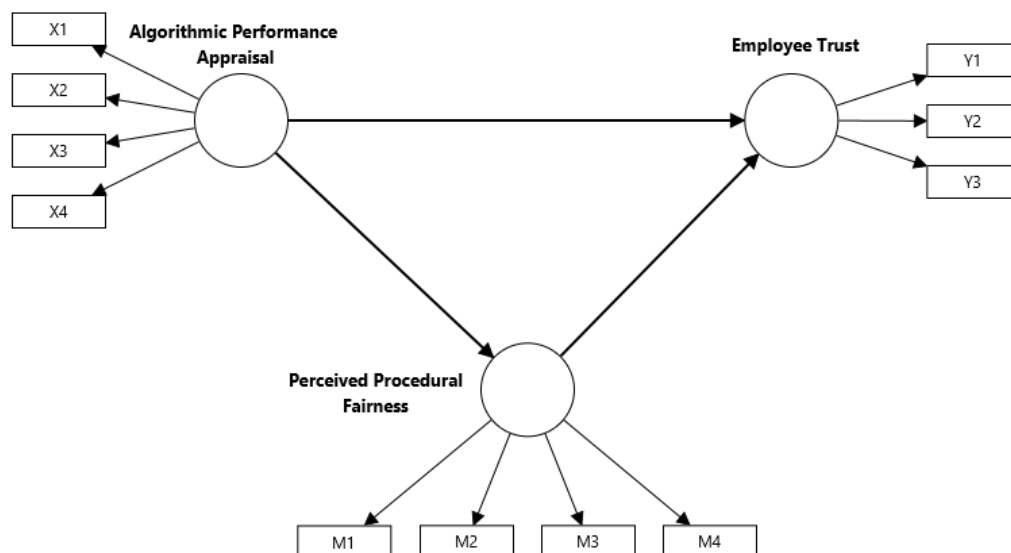 Algorithmic Performance
Appraisal
X1
X2
X3
X4
Employee Trust
Y1
Y2
Y3
Perceived Procedural
Fairness
M1
M2
M3
M4